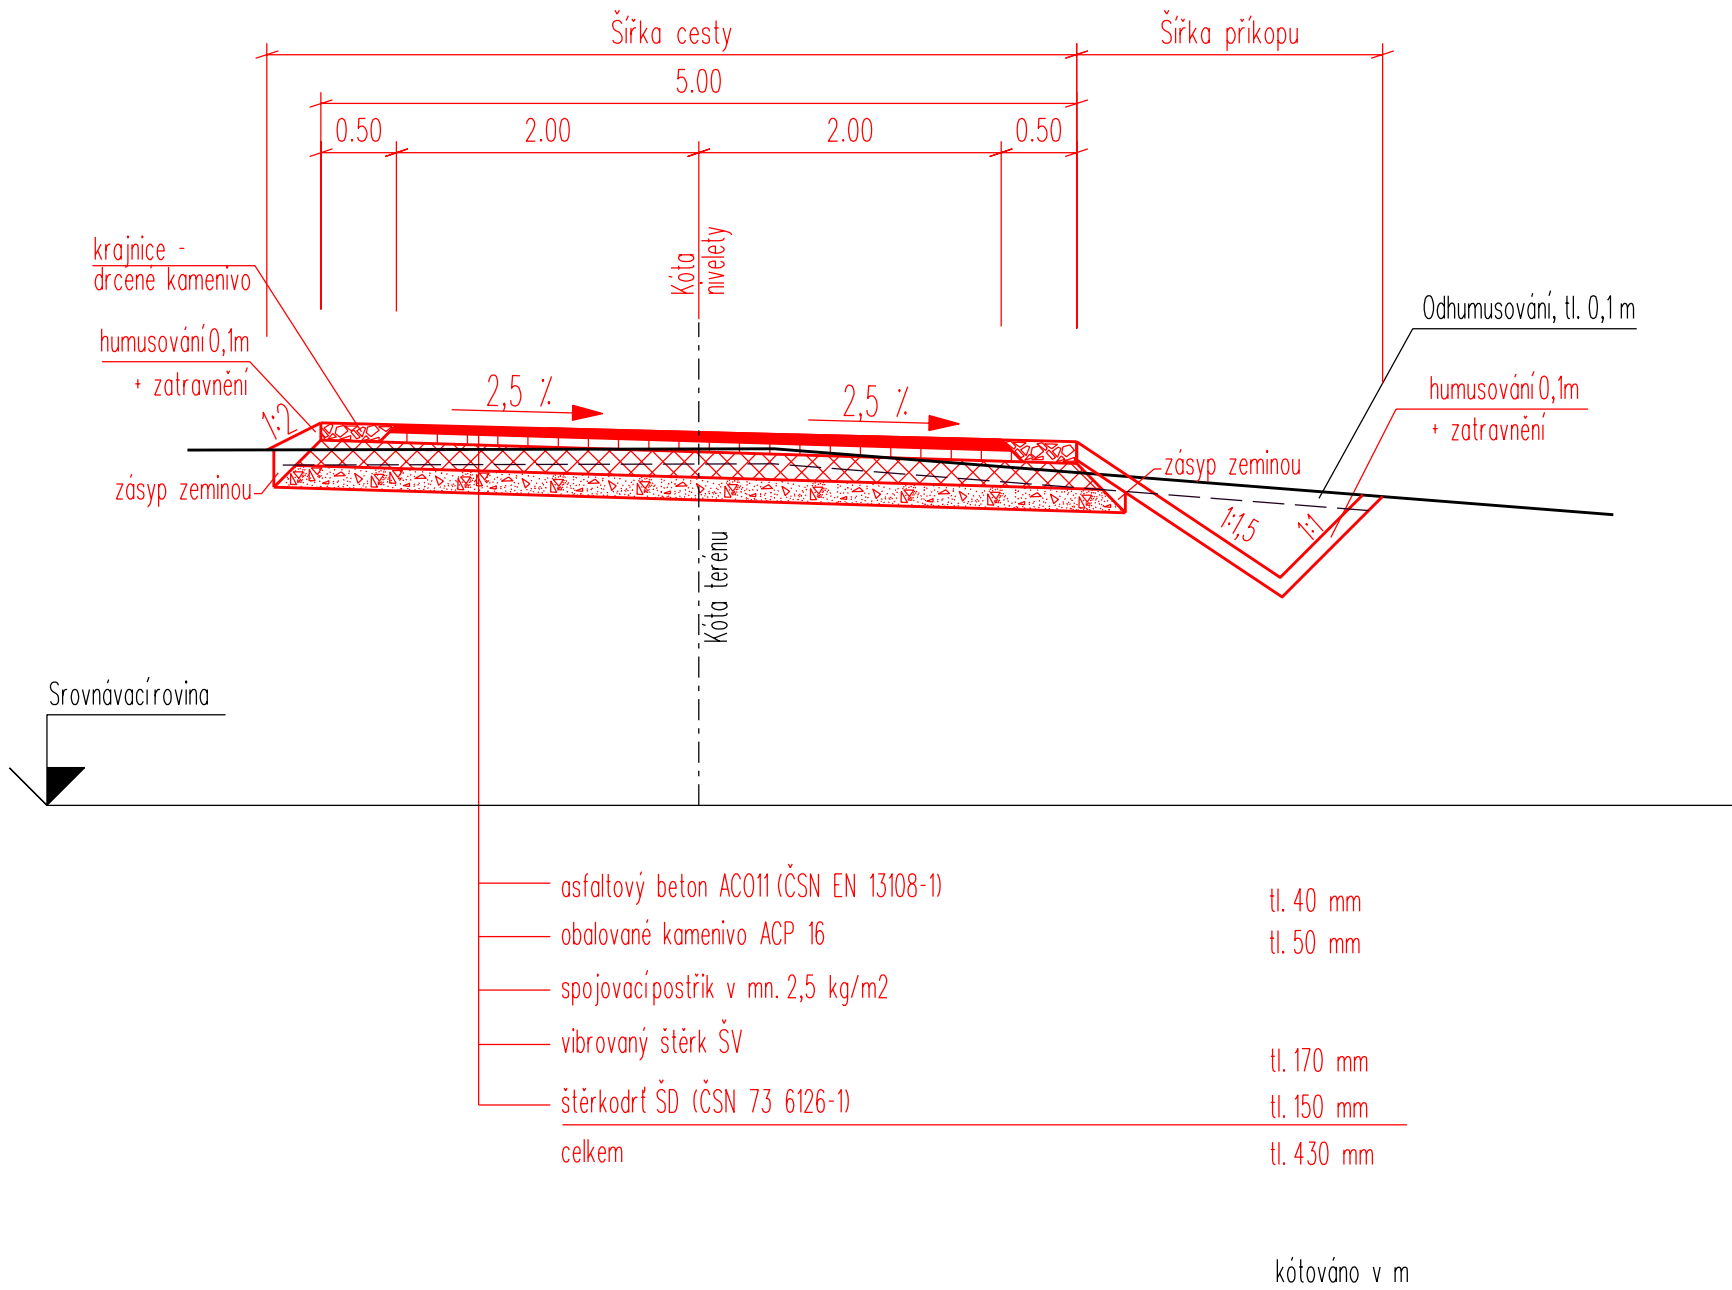 Šířka cesty
Šířka příkopu
5.00
0.50
2.00
2.00
0.50
Kóta
nivelety
krajnice -
drcené kamenivo
humusování 0,1m
+ zatravnění
1:2
2,5 %
2,5 %
Odhumusování, tl. 0,1 m
humusování 0,1m
+ zatravnění
zásyp zeminou
zásyp zeminou
1:1,5
1:1
Kóta terénu
Srovnávací rovina
asfaltový beton ACO11 (ČSN EN 13108-1)
tl. 40 mm
obalované kamenivo ACP 16
tl. 50 mm
spojovací postřik v mn. 2,5 kg/m2
vibrovaný štěrk ŠV
tl. 170 mm
štěrkodrť ŠD (ČSN 73 6126-1)
tl. 150 mm
celkem
tl. 430 mm
kótováno v m